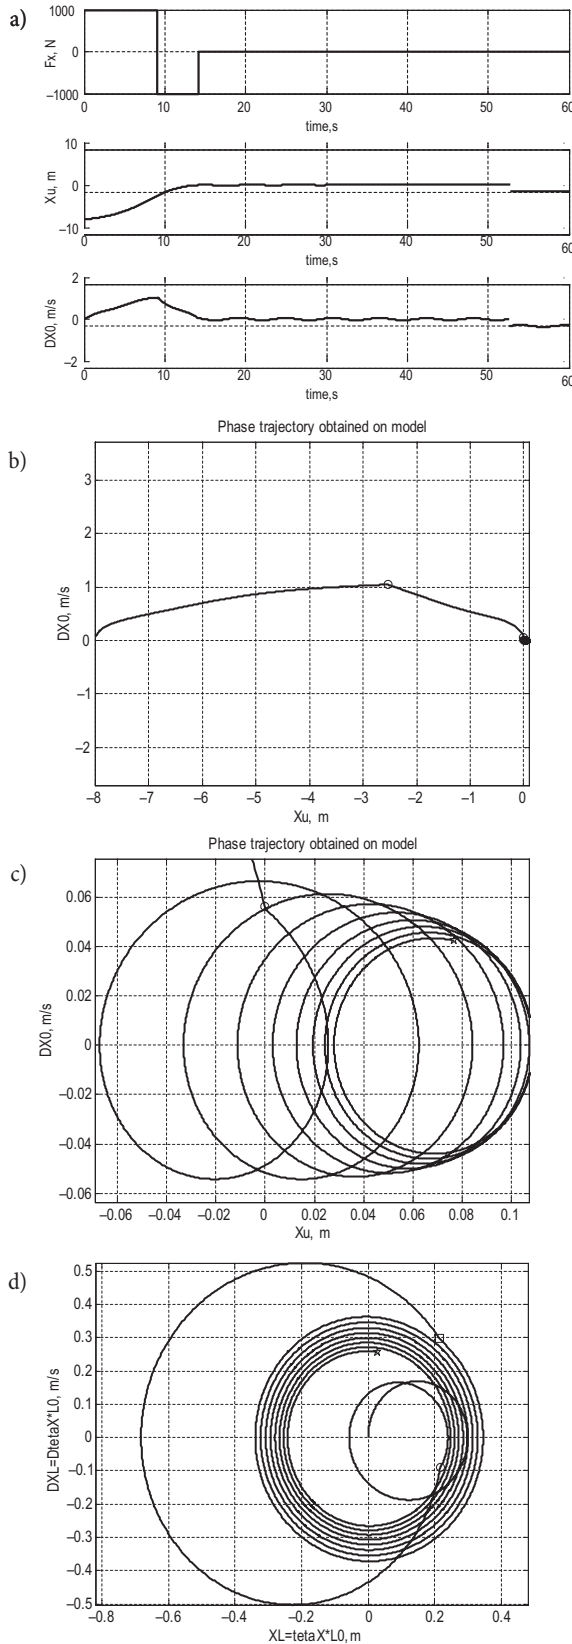 a)
Fx, N
1000
0
–1000
0 10 20 30 40 50 60
time,s
Xu, m
10
0
–10
0 10 20 30 40 50 60
time,s
DX0, m/s
2
0
–2
0 10 20 30 40 50 60
time,s
b)
Phase trajectory obtained on model
DX0, m/s
3
2
1
0
–1
–2
–8 –7 –6 –5 –4 –3 –2 –1 0
Xu, m
c)
Phase trajectory obtained on model
DX0, m/s
0.06
0.04
0.02
0
–0.02
–0.04
–0.06
–0.06 –0.04 –0.02 0 0.02 0.04 0.06 0.08 0.1
Xu, m
d)
DXL=DtetaX*L0, m/s
0.5
0.4
0.3
0.2
0.1
0
–0.1
–0.2
–0.3
–0.4
–0.5
–0.8 –0.6 –0.4 –0.2 0 0.2 0.4
XL=tetaX*L0, m